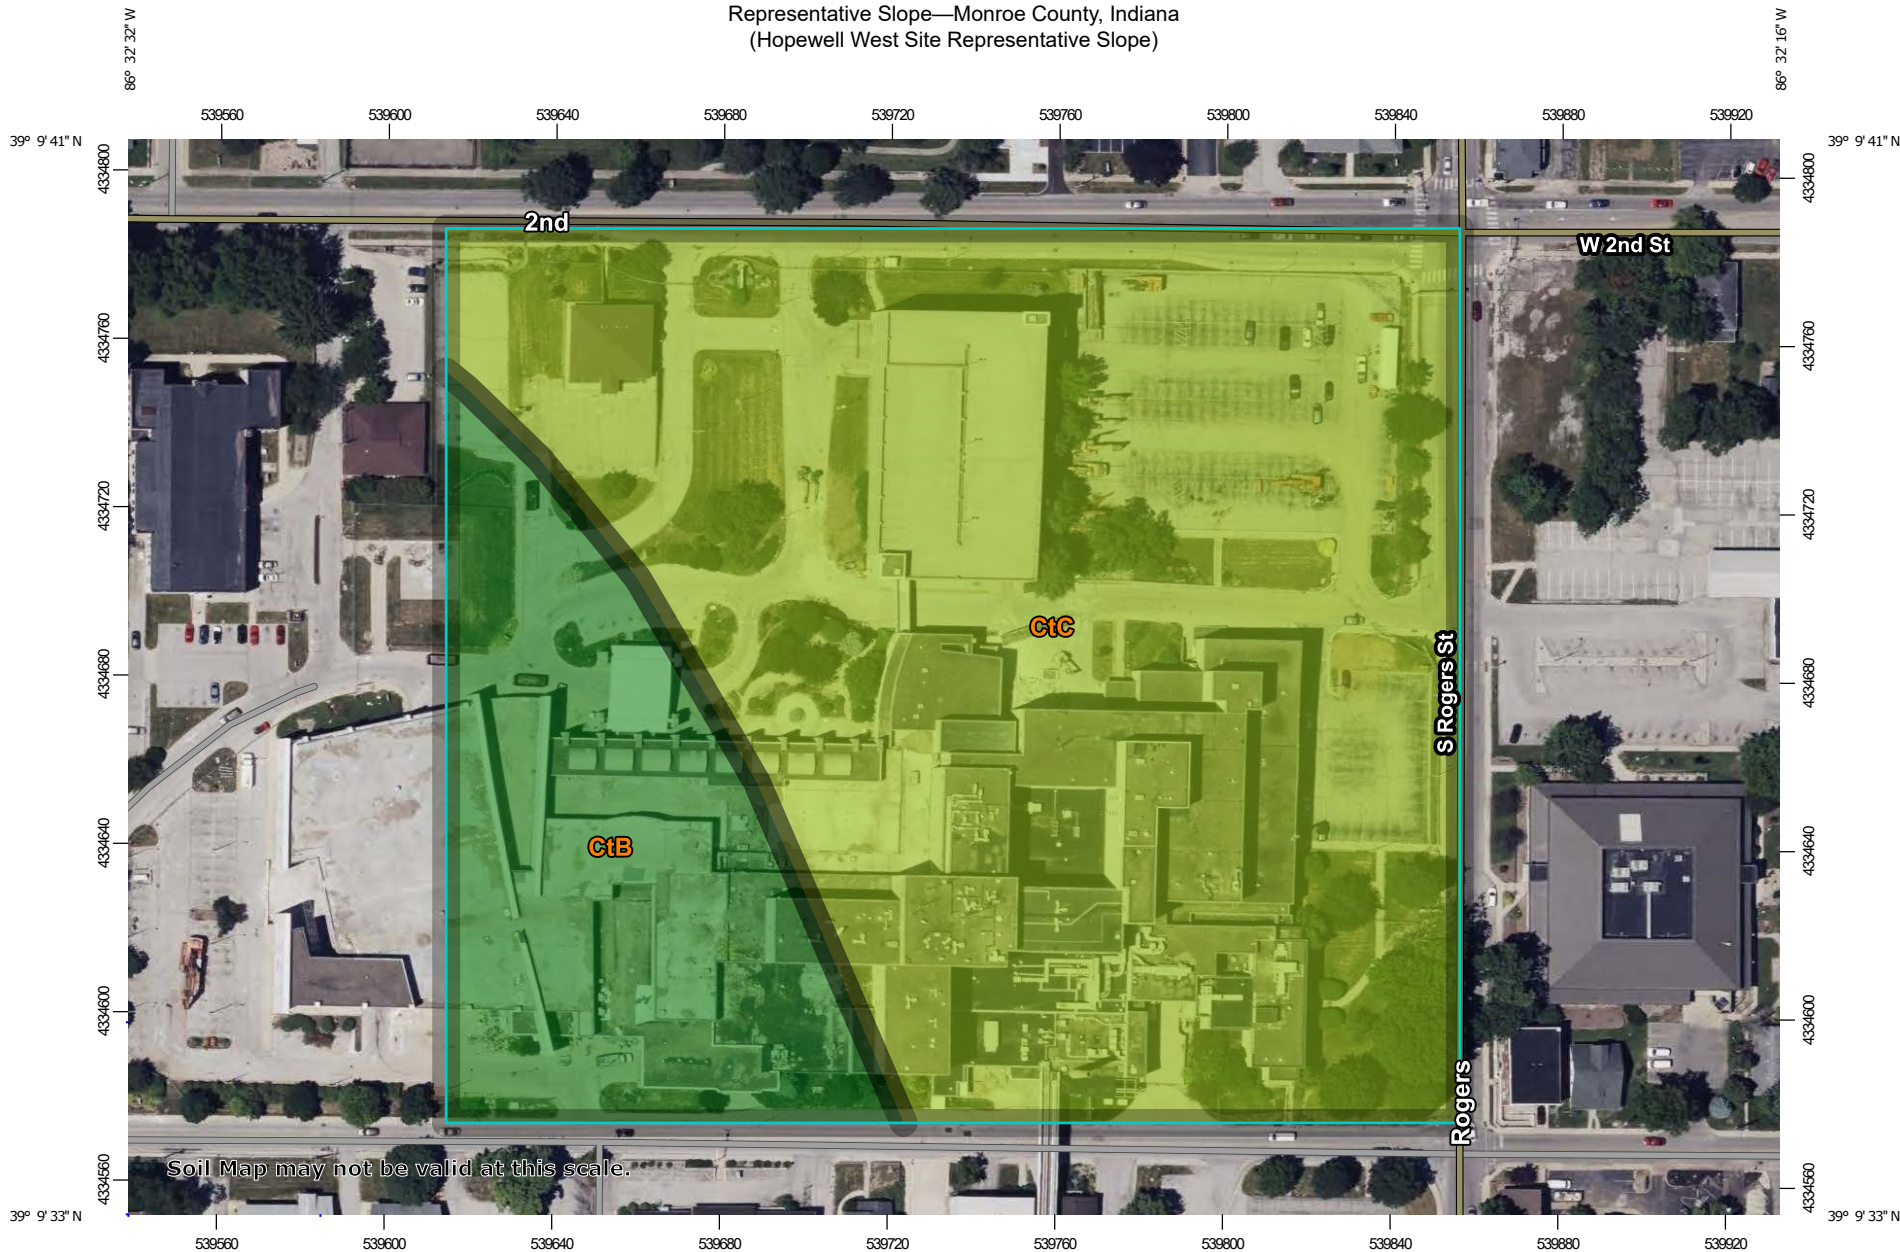 Representative Slope—Monroe County, Indiana
(Hopewell West Site Representative Slope)
86° 32' 32" W
86° 32' 16" W
539560 539600 539640 539680 539720 539760 539800 539840 539880 539920
39° 9' 41" N
39° 9' 41" N
4334800
4334800
2nd
W 2nd St
4334760
4334760
4334720
4334720
CtC
S Rogers St
4334680
4334680
CtB
4334640
4334640
4334600
4334600
Rogers
Soil Map may not be valid at this scale.
4334560
4334560
39° 9' 33" N
39° 9' 33" N
539560 539600 539640 539680 539720 539760 539800 539840 539880 539920